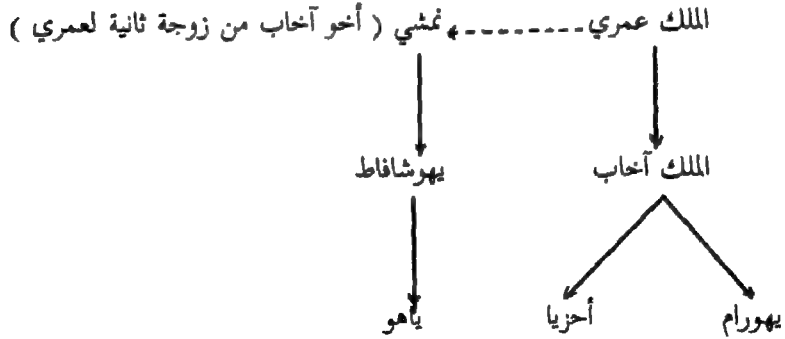 الملك عمري نمشي ( أخو آخاب من زوجة ثانية لعمري )
الملك آخاب يهوشافاط
يهورام أحزيا ياهو